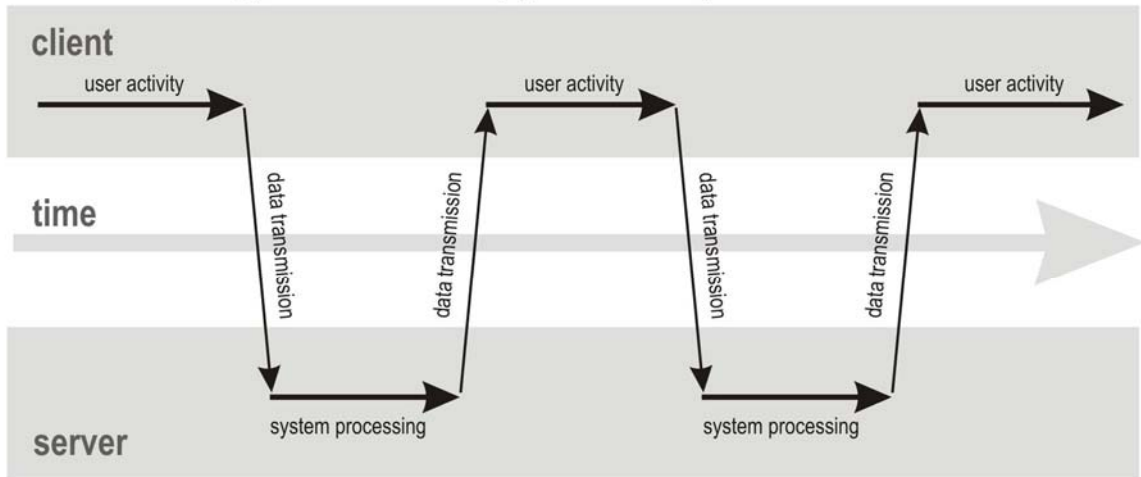 client
user activity
user activity
user activity
data transmission
data transmission
data transmission
data transmission
time
system processing
system processing
server